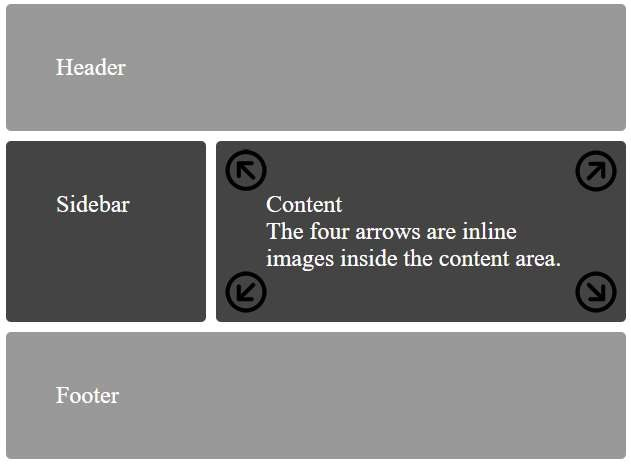 Header
Sidebar
Content
The four arrows are inline
images inside the content area.
Footer